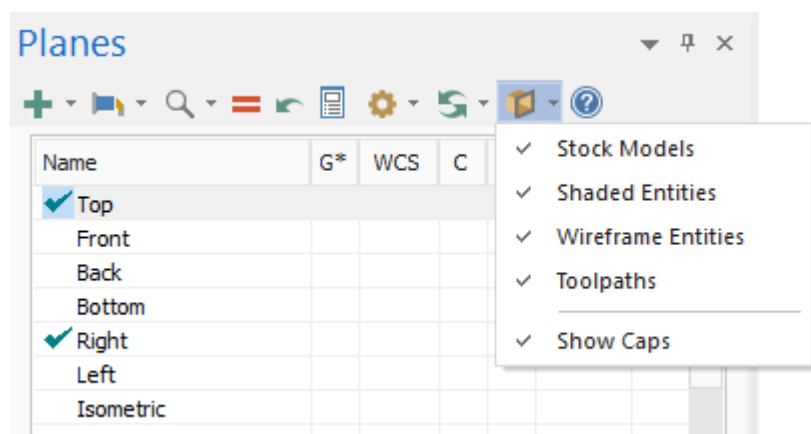 Planes
Name G* WCS C
Top
Front
Back
Bottom
Right
Left
Isometric
Stock Models
Shaded Entities
Wireframe Entities
Toolpaths
Show Caps